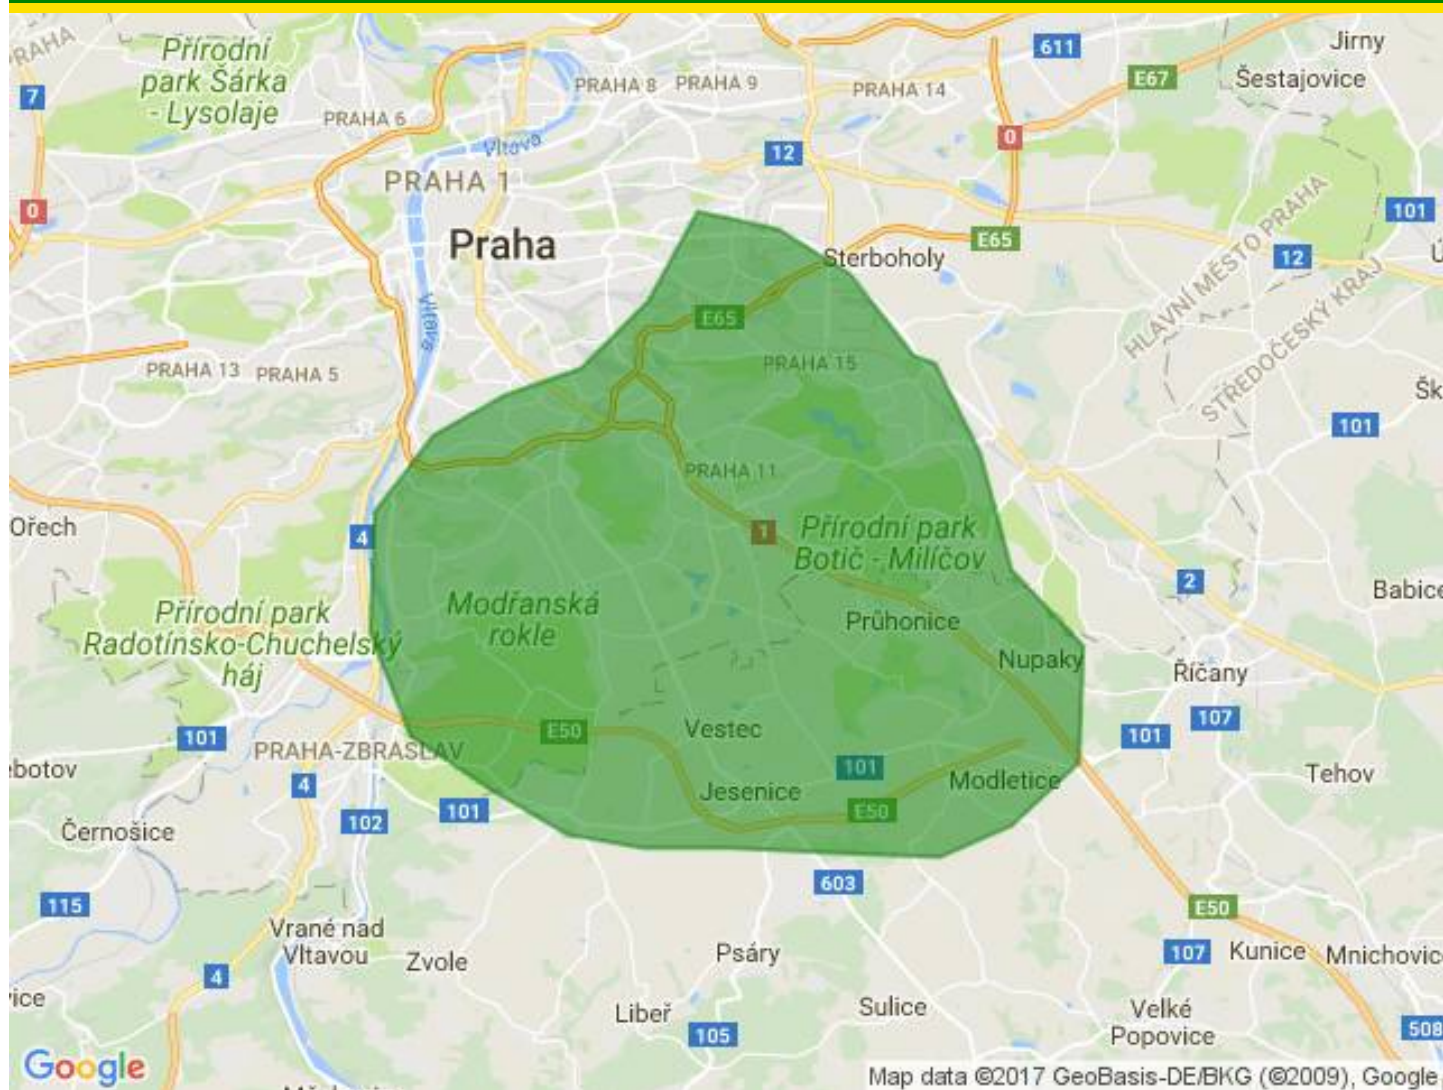 PRAHA
Přírodní
park Šárka
- Lysolaje
611
Jirny
E67
Šestajovice
7
PRAHA 8
PRAHA 9
PRAHA 14
PRAHA 6
0
Vltava
12
PRAHA 1
0
101
Praha
E65
Sterboholy
12
HLAVNÍ MĚSTO PRAHA
STŘEDOČESKÝ KRAJ
Vltava
E65
PRAHA 13
PRAHA 5
PRAHA 15
101
PRAHA 11
Ořech
4
1
Přírodní park
Botič - Milíčov
2
Babice
Přírodní park
Radotínsko-Chuchelský
háj
Modřanská
rokle
Průhonice
Nupaky
Říčany
107
101
101
PRAHA-ZBRASLAV
E50
Vestec
101
Modletice
Tehov
ebotov
4
101
Jesenice
E50
102
Černošice
603
115
E50
Vrané nad
Vltavou
Zvole
Psáry
107
Kunice
Mnichovic
4
vice
Libeř
Sulice
Velké
Popovice
105
508
Google
Map data ©2017 GeoBasis-DE/BKG (©2009), Google